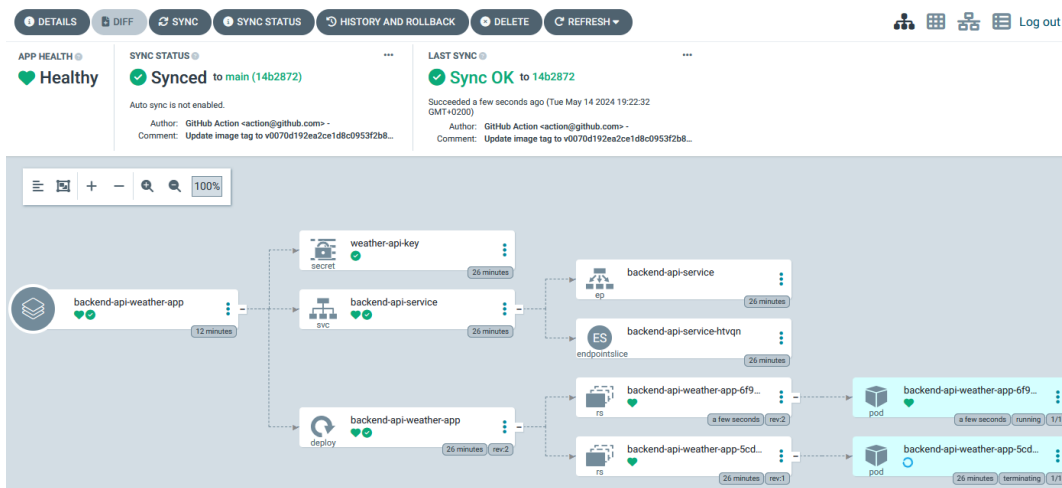 DETAILS DIFF SYNC SYNC STATUS HISTORY AND ROLLBACK DELETE REFRESH Log out
APP HEALTH
Healthy
SYNC STATUS
Synced to main (14b2872)
Auto sync is not enabled.
Author: GitHub Action <action@github.com> -
Comment: Update image tag to v0070d192ea2ce1d8c0953f2b8...
LAST SYNC
Sync OK to 14b2872
Succeeded a few seconds ago (Tue May 14 2024 19:22:32
GMT+0200)
Author: GitHub Action <action@github.com> -
Comment: Update image tag to v0070d192ea2ce1d8c0953f2b8...
100%
backend-api-weather-app
12 minutes
weather-api-key
secret
26 minutes
backend-api-service
svc
26 minutes
backend-api-weather-app
deploy
26 minutes rev:2
backend-api-service
ep
26 minutes
ES
backend-api-service-htvqn
endpointslice
26 minutes
backend-api-weather-app-6f9...
rs
a few seconds rev:2
backend-api-weather-app-5cd...
rs
26 minutes rev:1
backend-api-weather-app-6f9...
pod
a few seconds running 1/1
backend-api-weather-app-5cd...
pod
26 minutes terminating 1/1